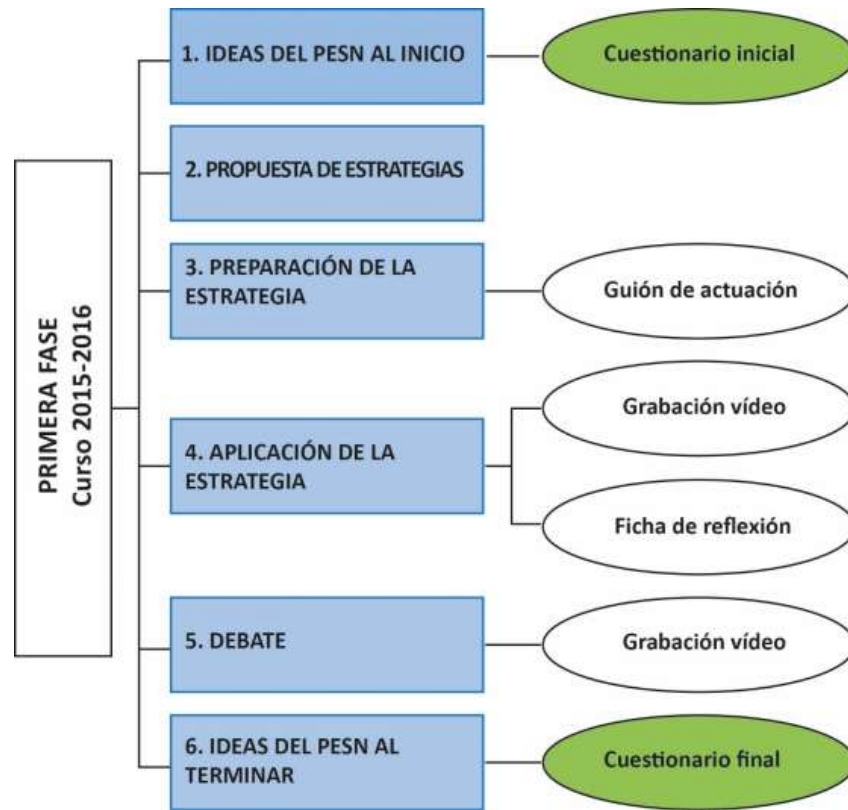 PRIMERA FASE
Curso 2015-2016
1. IDEAS DEL PESN AL INICIO
Cuestionario inicial
2. PROPUESTA DE ESTRATEGIAS
3. PREPARACIÓN DE LA
ESTRATEGIA
Guión de actuación
4. APLICACIÓN DE LA
ESTRATEGIA
Grabación vídeo
Ficha de reflexión
5. DEBATE
Grabación vídeo
6. IDEAS DEL PESN AL
TERMINAR
Cuestionario final